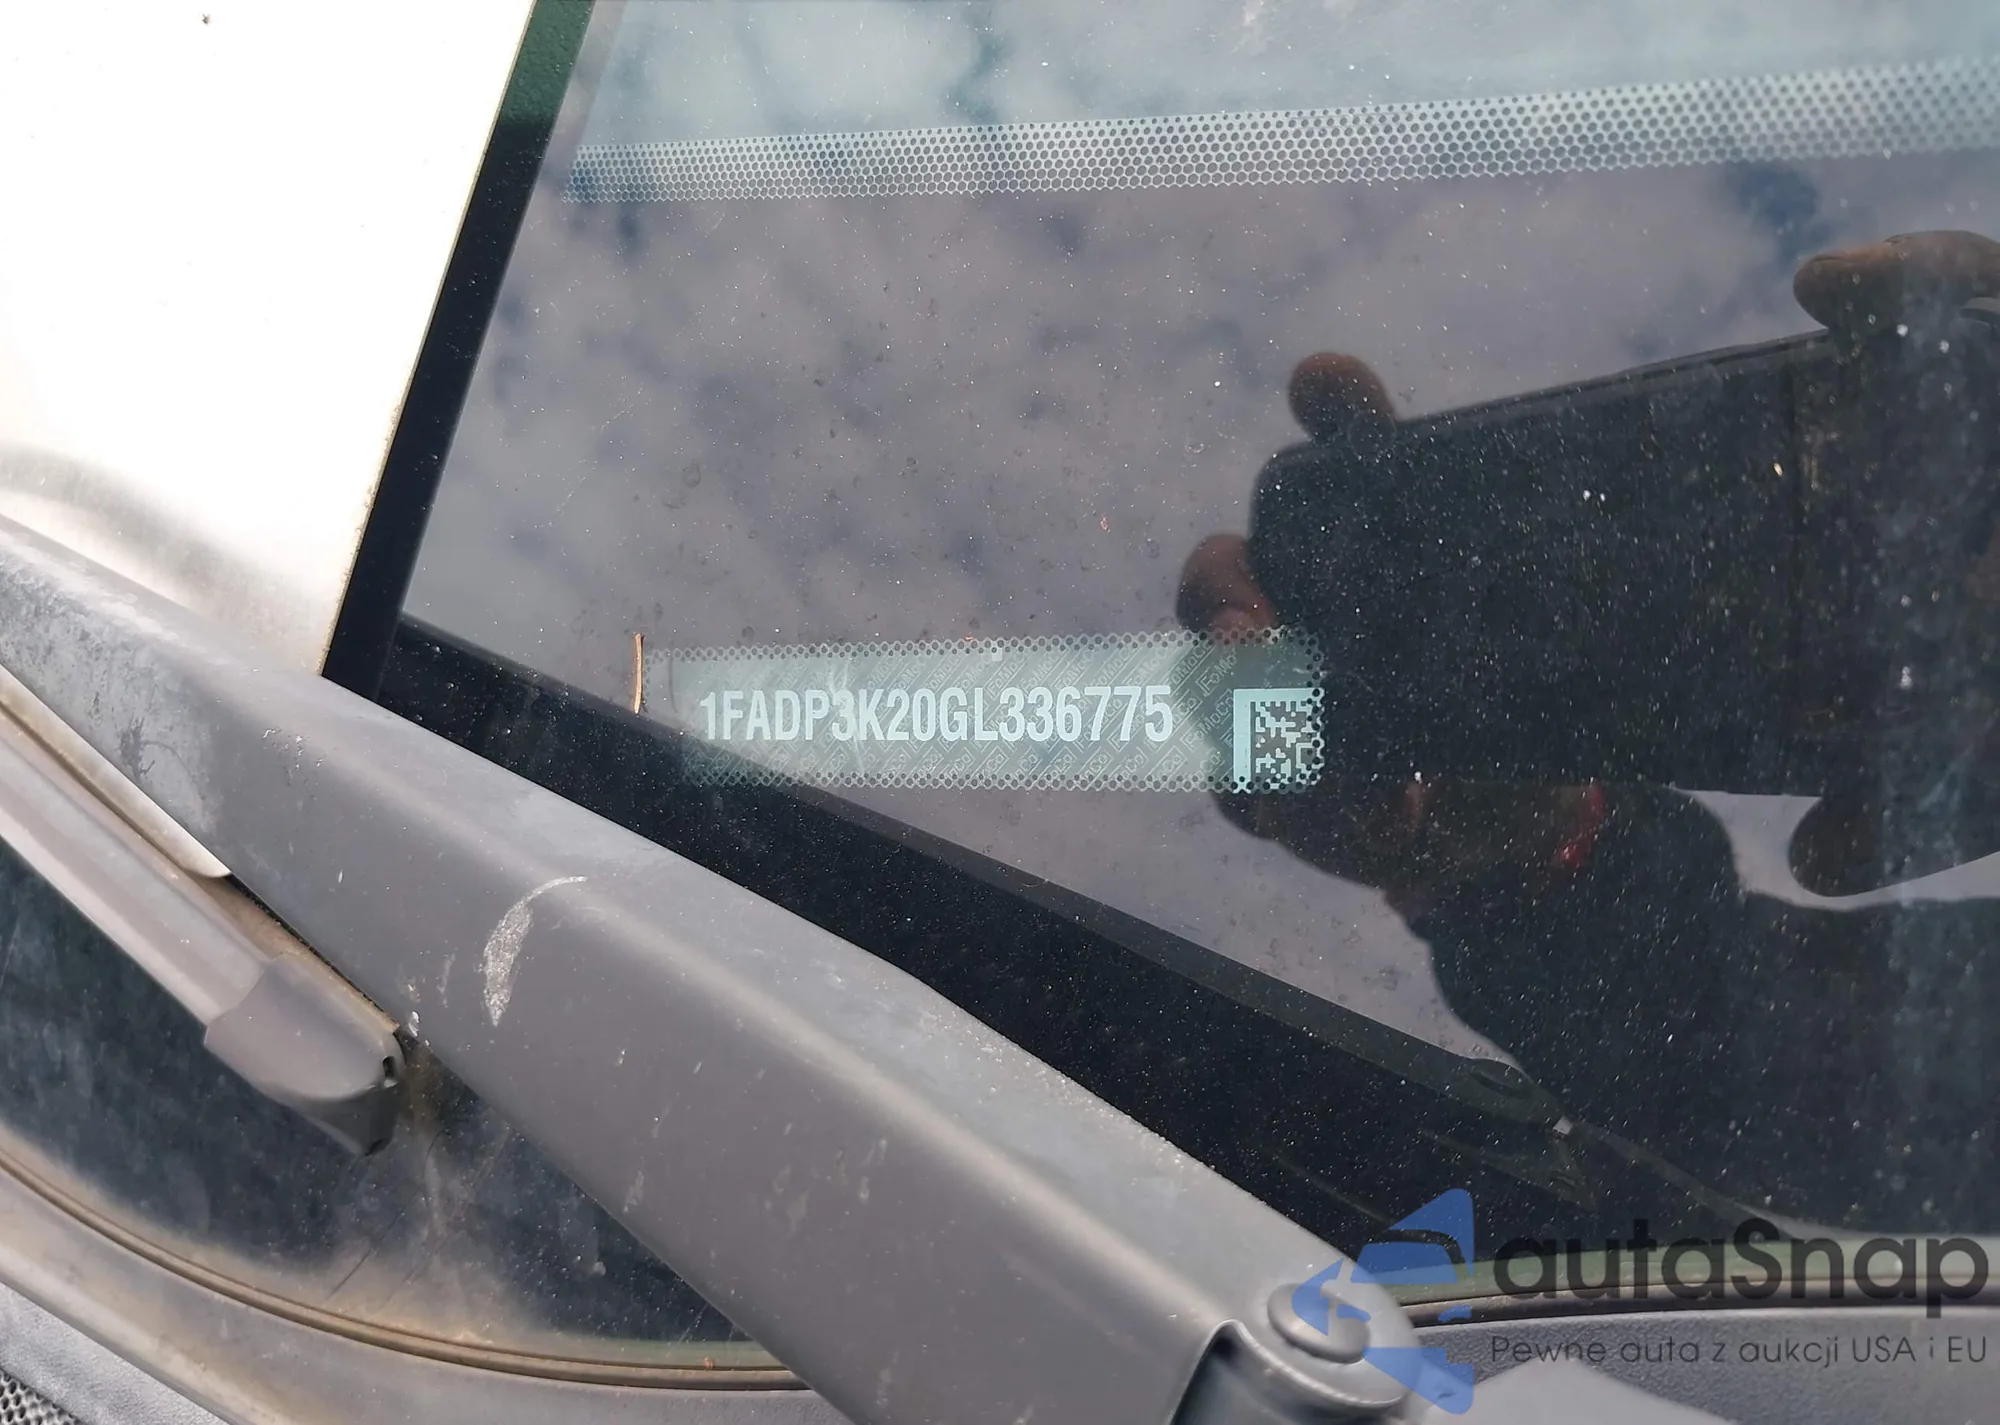 1FADP3K20GL336775
autaSnap
Pewne auta z aukcji USA i EU